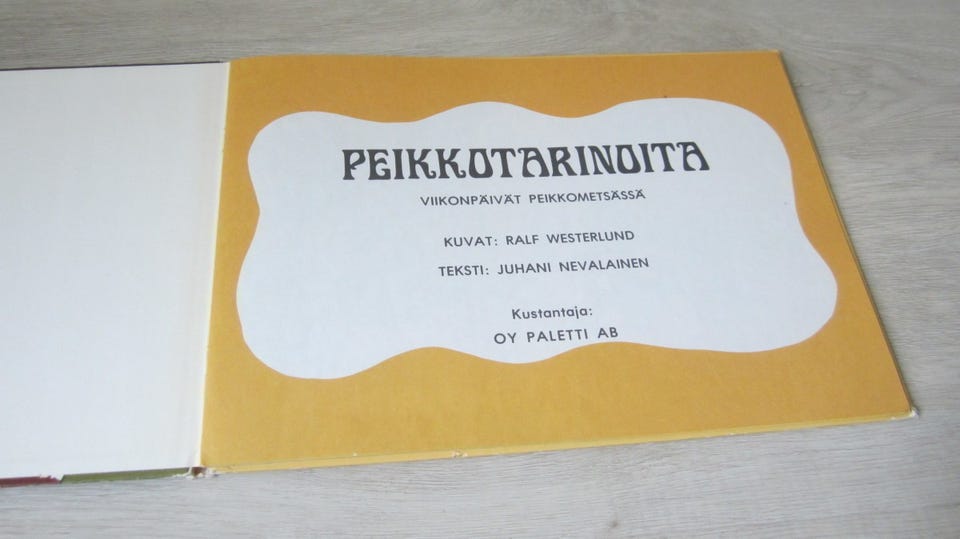 PEIKKOTARINOITA
VIIKONPÄIVÄT PEIKKOMETSÄSSÄ
KUVAT: RALF WESTERLUND
TEKSTI: JUHANI NEVALAINEN
Kustantaja:
OY PALETTI AB